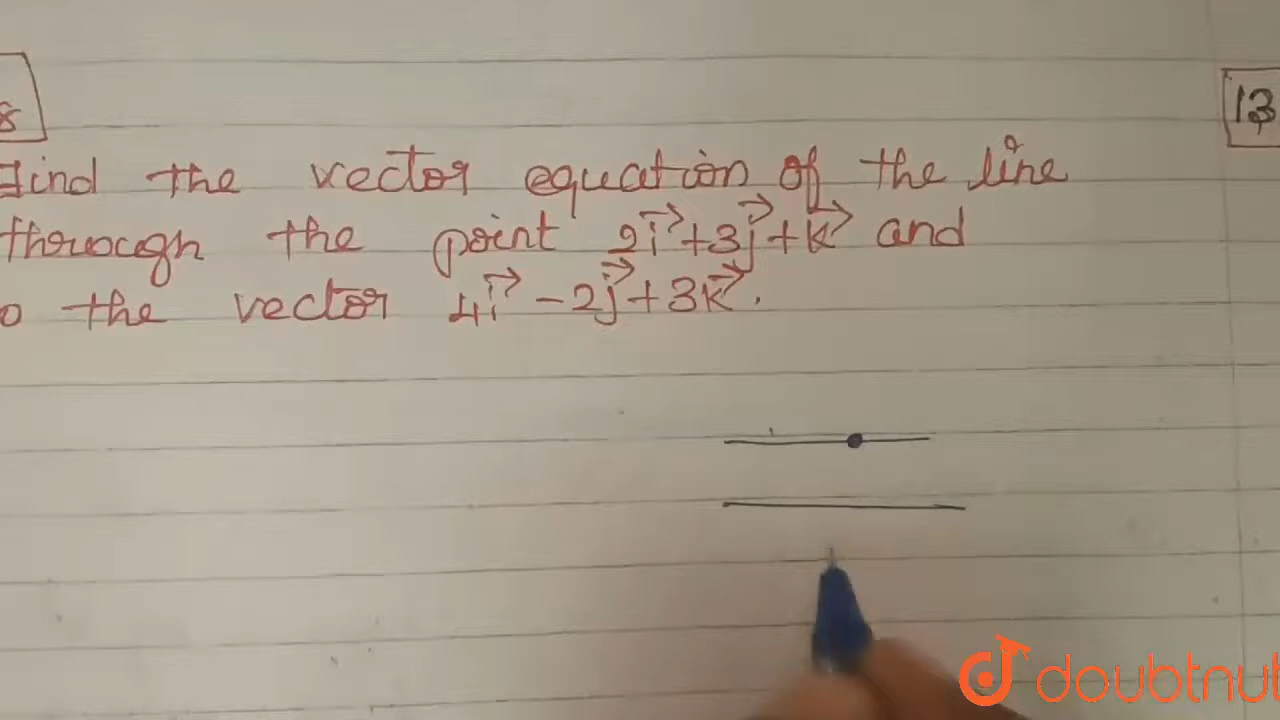 8
Find the vector equation of the line
through the point 2i⃗+3j⃗+k⃗ and
the vector 4i⃗ - 2j⃗ + 3k⃗.
13
doubtnut